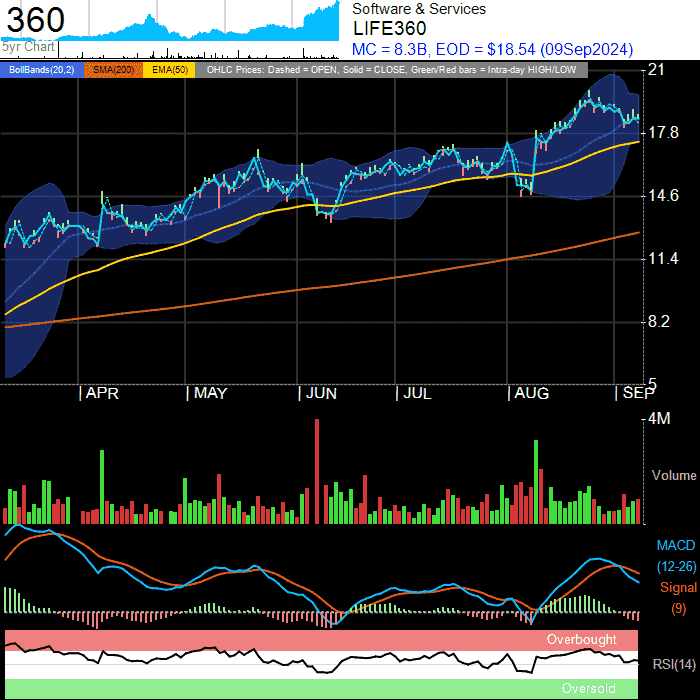 360
5yr Chart
Software & Services
LIFE360
MC = 8.3B, EOD = $18.54 (09Sep2024)
BollBands(20,2) SMA(200) EMA(50) OHLC Prices: Dashed = OPEN, Solid = CLOSE, Green/Red bars = Intra-day HIGH/LOW
21
17.8
14.6
11.4
8.2
5
APR MAY JUN JUL AUG SEP
4M
Volume
MACD
(12-26)
Signal
(9)
Overbought
RSI(14)
Oversold